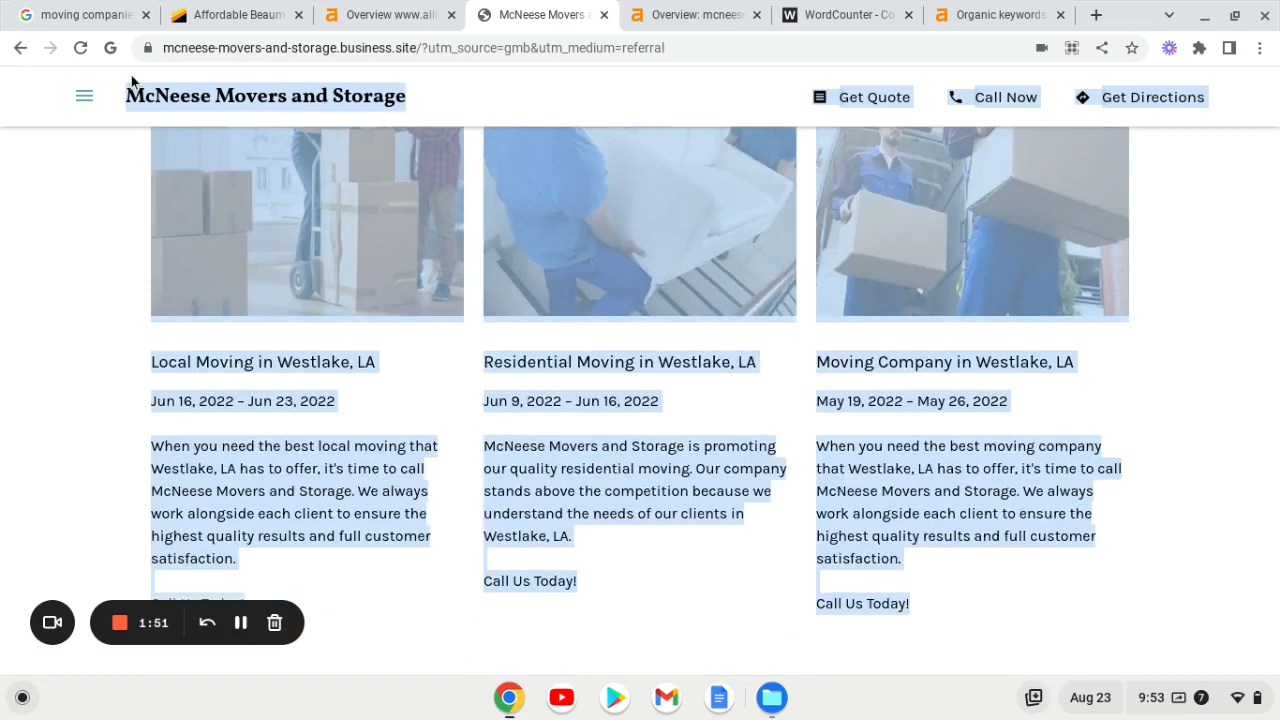 moving companie
Affordable Beaum
Overview www.alli
McNeese Movers a
Overview: mcnees
WordCounter - Co
Organic keywords
mcneese-movers-and-storage.business.site/?utm_source=gmb&utm_medium=referral
McNeese Movers and Storage
Get Quote
Call Now
Get Directions
Local Moving in Westlake, LA
Jun 16, 2022 – Jun 23, 2022
When you need the best local moving that
Westlake, LA has to offer, it's time to call
McNeese Movers and Storage. We always
work alongside each client to ensure the
highest quality results and full customer
satisfaction.
Residential Moving in Westlake, LA
Jun 9, 2022 – Jun 16, 2022
McNeese Movers and Storage is promoting
our quality residential moving. Our company
stands above the competition because we
understand the needs of our clients in
Westlake, LA.
Call Us Today!
Moving Company in Westlake, LA
May 19, 2022 – May 26, 2022
When you need the best moving company
that Westlake, LA has to offer, it's time to call
McNeese Movers and Storage. We always
work alongside each client to ensure the
highest quality results and full customer
satisfaction.
Call Us Today!
1:51
Aug 23
9:53
7